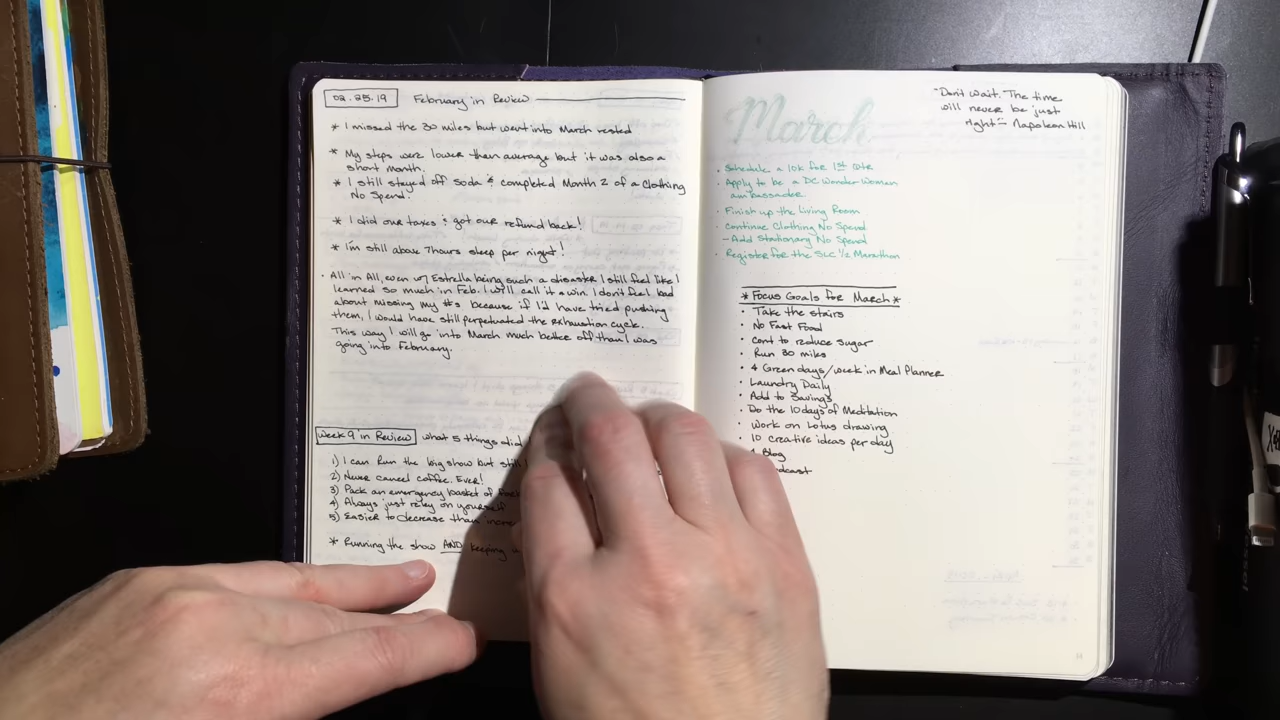 02.25.19 February in Review
* I missed the 30 miles but went into March rested
* My steps were lower than average but it was also a
short month.
* I still stayed off soda & completed Month 2 of a Clothing
No Spend.
* I did our taxes & got our refund back!
* I'm still above 7hours sleep per night!
• All in All, even w/ Estrella being such a disaster I still feel like I
learned so much in Feb. I will call it a win. I don't feel bad
about missing my #s because if I'd have tried pushing
them, I would have still perpetuated the exhaustion cycle.
This way I will go into March much better off than I was
going into February.
Week 9 in Review what 5 things did
1) I can Run the big show but still
2) Never cancel coffee. Ever!
3) Pack an emergency basket of
4) Always just reley on yourself
5) Easier to decrease than
* Running the show AND keeping
"Don't wait. The time
will never be just
right" - Napoleon Hill
March
• Schedule a 10k for 1st Qtr
• Apply to be a DC Wonder Woman
ambassador
• Finish up the Living Room
• Continue Clothing No Spend
- Add Stationary No Spend
• Register for the SLC 1/2 Marathon
* Focus Goals for March *
• Take the stairs
• No Fast Food
• cont to reduce sugar
• Run 30 miles
• 4 Green days/week in Meal Planner
• Laundry Daily
• Add to Savings
• Do the 10 days of Meditation
• Work on Lotus drawing
• 10 creative ideas per day
Blog